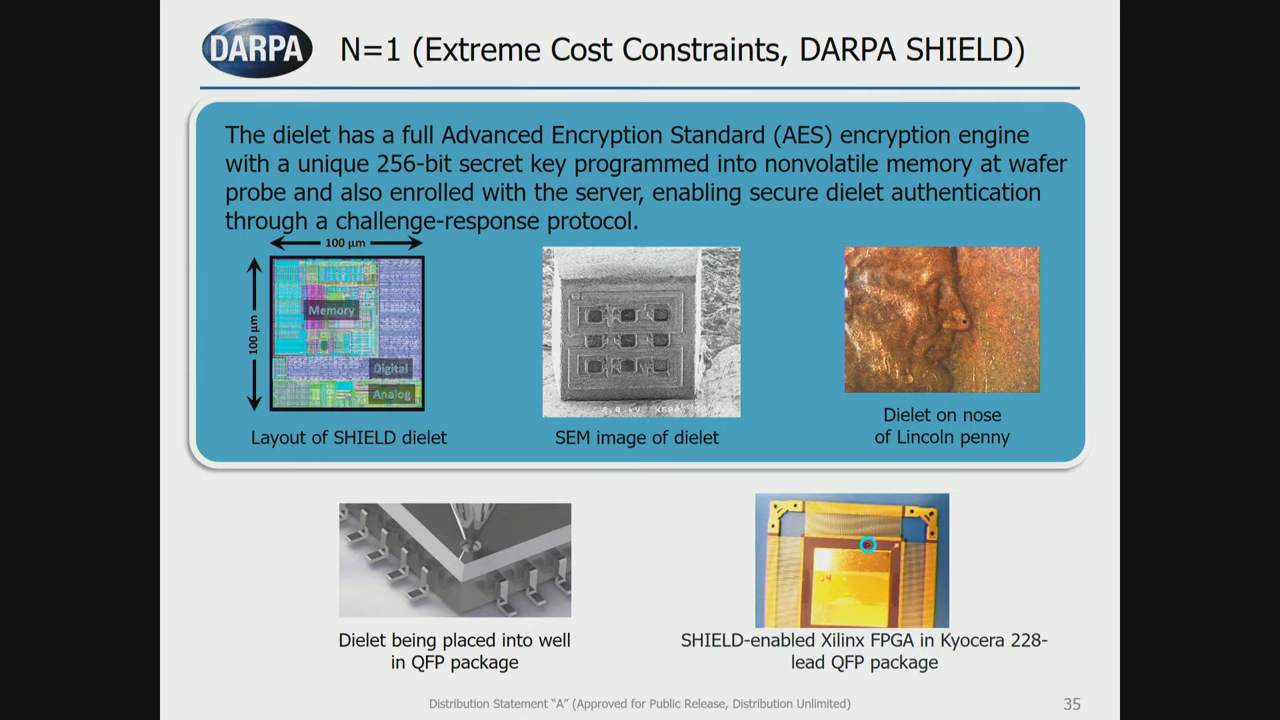 DARPA
N=1 (Extreme Cost Constraints, DARPA SHIELD)
The dielet has a full Advanced Encryption Standard (AES) encryption engine
with a unique 256-bit secret key programmed into nonvolatile memory at wafer
probe and also enrolled with the server, enabling secure dielet authentication
through a challenge-response protocol.
100 µm
100 µm
Memory
Digital
Analog
Layout of SHIELD dielet
SEM image of dielet
Dielet on nose
of Lincoln penny
Dielet being placed into well
in QFP package
SHIELD-enabled Xilinx FPGA in Kyocera 228-
lead QFP package
Distribution Statement “A” (Approved for Public Release, Distribution Unlimited)
35